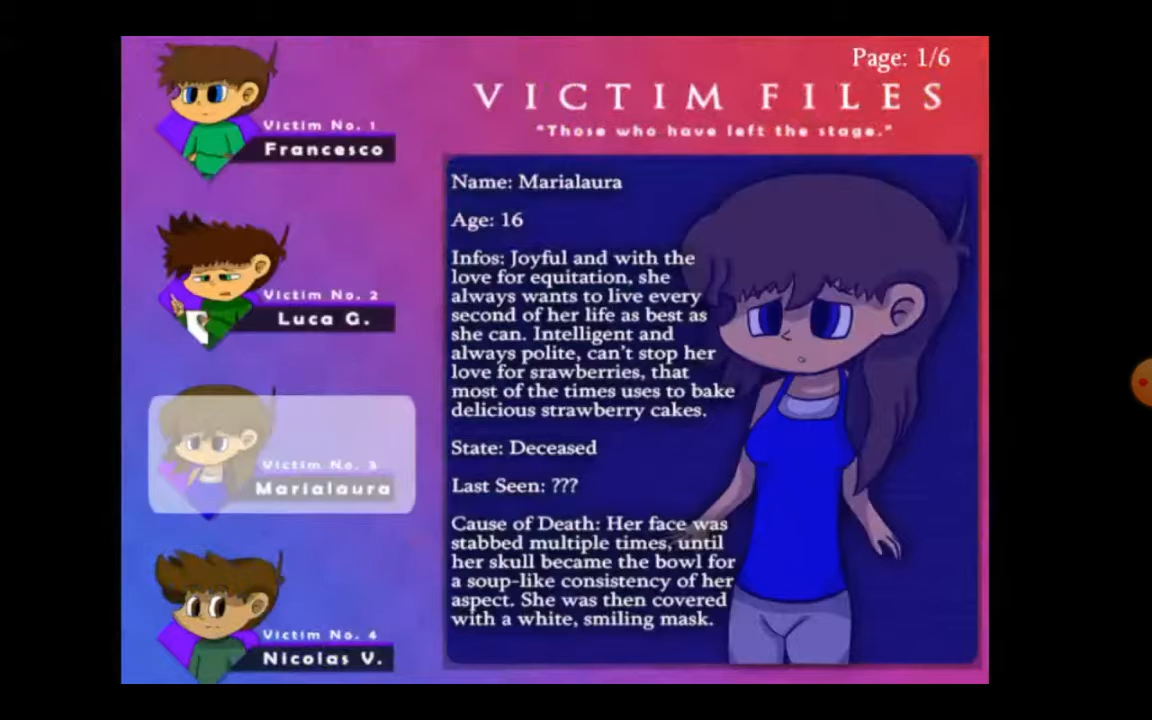 Page: 1/6
VICTIM FILES
"Those who have left the stage."
Victim No. 1
Francesco
Victim No. 2
Luca G.
Victim No. 3
Marialaura
Victim No. 4
Nicolas V.
Name: Marialaura
Age: 16
Infos: Joyful and with the
love for equitation, she
always wants to live every
second of her life as best as
she can. Intelligent and
always polite, can't stop her
love for srawberries, that
most of the times uses to bake
delicious strawberry cakes.
State: Deceased
Last Seen: ???
Cause of Death: Her face was
stabbed multiple times, until
her skull became the bowl for
a soup-like consistency of her
aspect. She was then covered
with a white, smiling mask.